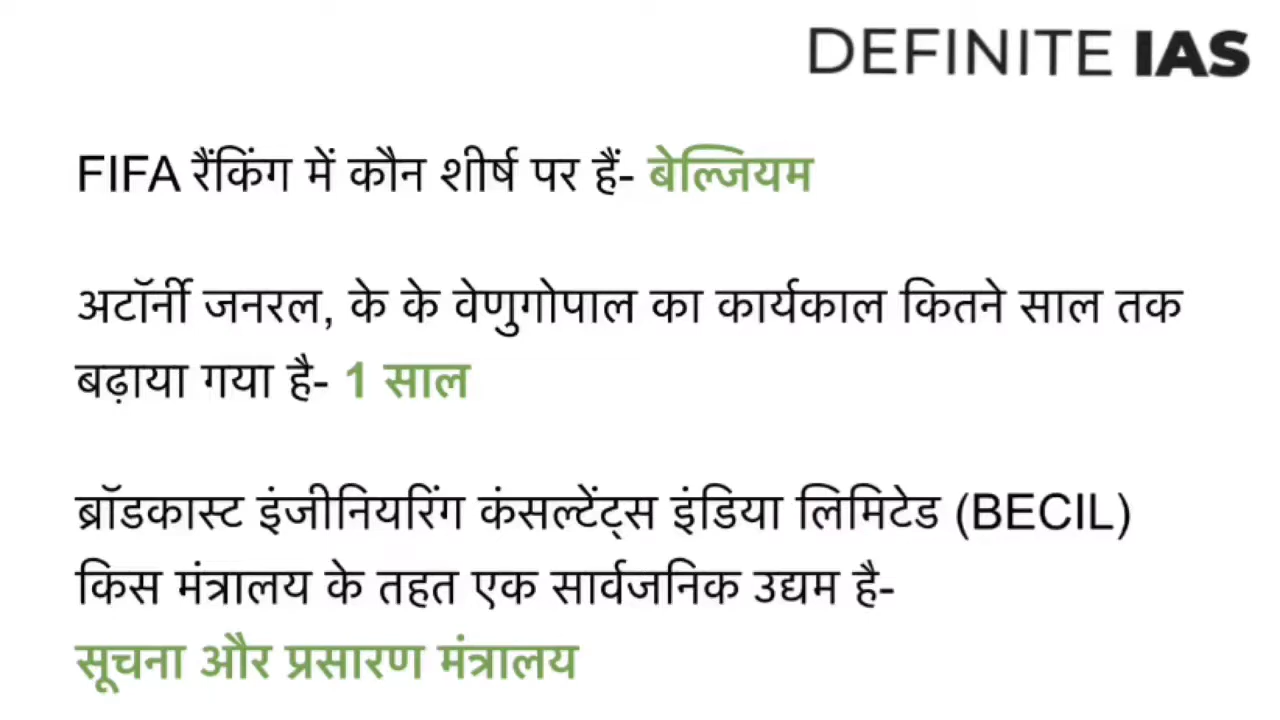 DEFINITE IAS
FIFA रैंकिंग में कौन शीर्ष पर हैं- बेल्जियम
अटॉर्नी जनरल, के के वेणुगोपाल का कार्यकाल कितने साल तक
बढ़ाया गया है- 1 साल
ब्रॉडकास्ट इंजीनियरिंग कंसल्टेंट्स इंडिया लिमिटेड (BECIL)
किस मंत्रालय के तहत एक सार्वजनिक उद्यम है-
सूचना और प्रसारण मंत्रालय